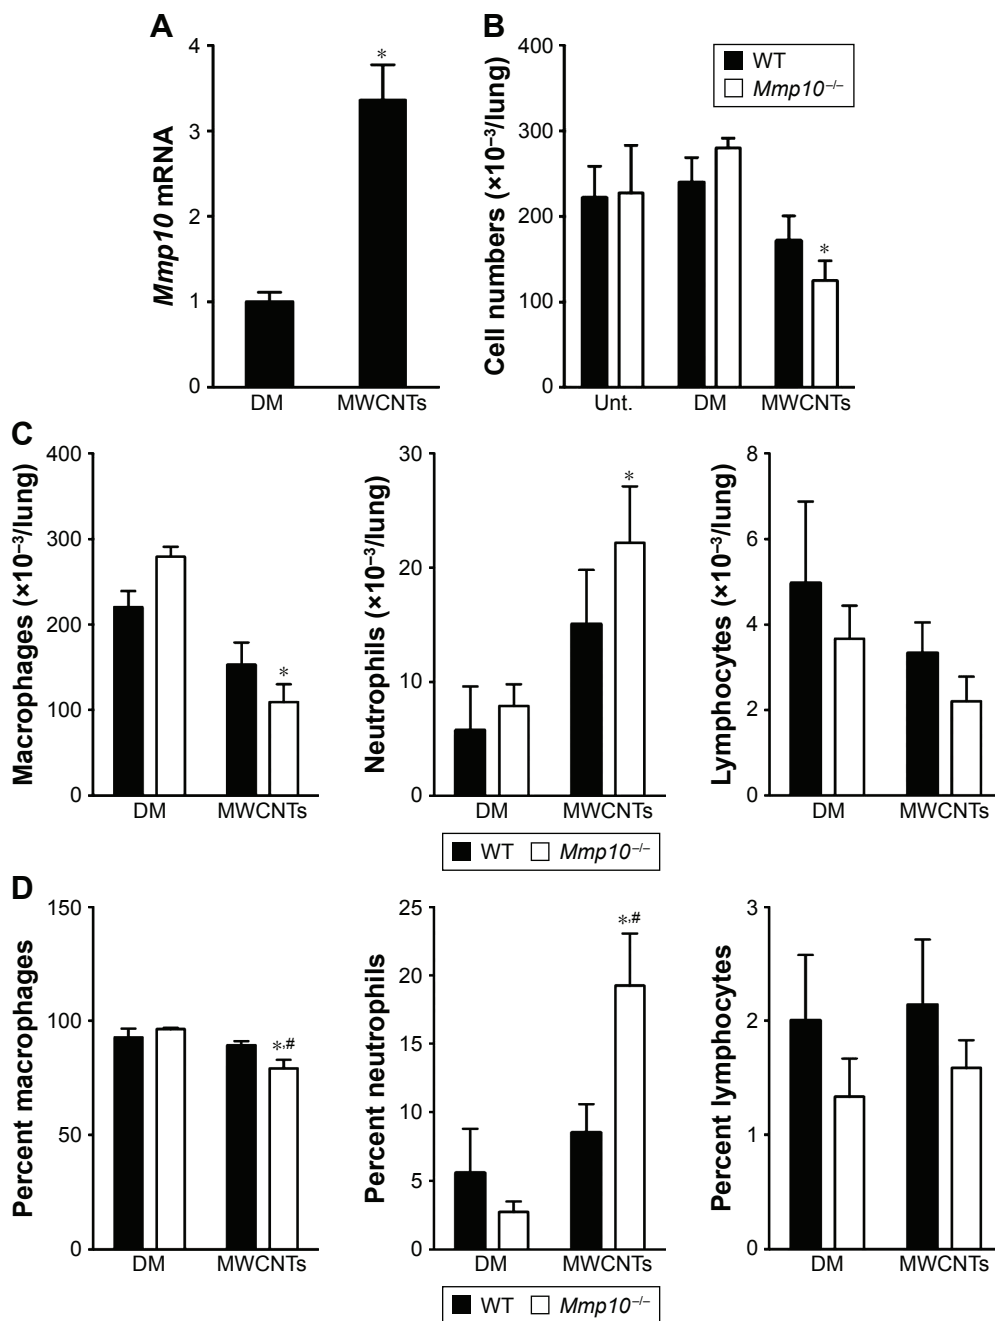 A
Mmp10 mRNA
4
3
2
1
0
*
DM
MWCNTs
B
Cell numbers (×10⁻³/lung)
400
300
200
100
0
WT
Mmp10⁻/⁻
*
Unt.
DM
MWCNTs
C
Macrophages (×10⁻³/lung)
400
300
200
100
0
*
DM
MWCNTs
Neutrophils (×10⁻³/lung)
30
20
10
0
*
DM
MWCNTs
Lymphocytes (×10⁻³/lung)
8
6
4
2
0
DM
MWCNTs
WT Mmp10⁻/⁻
D
Percent macrophages
150
100
50
0
*,#
DM
MWCNTs
Percent neutrophils
25
20
15
10
5
0
*,#
DM
MWCNTs
Percent lymphocytes
3
2
1
0
DM
MWCNTs
WT Mmp10⁻/⁻